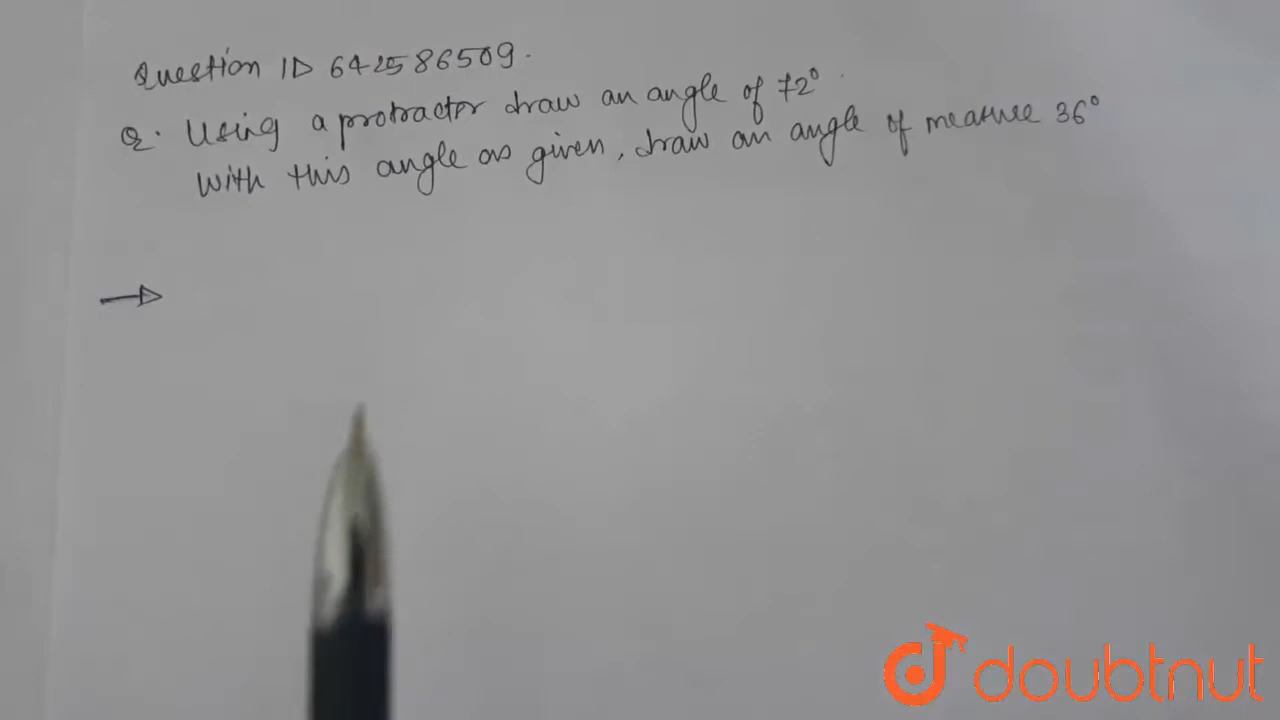 Question ID 642586509.
Q. Using a protractor draw an angle of 72°.
With this angle as given, draw an angle of measure 36°
doubtnut